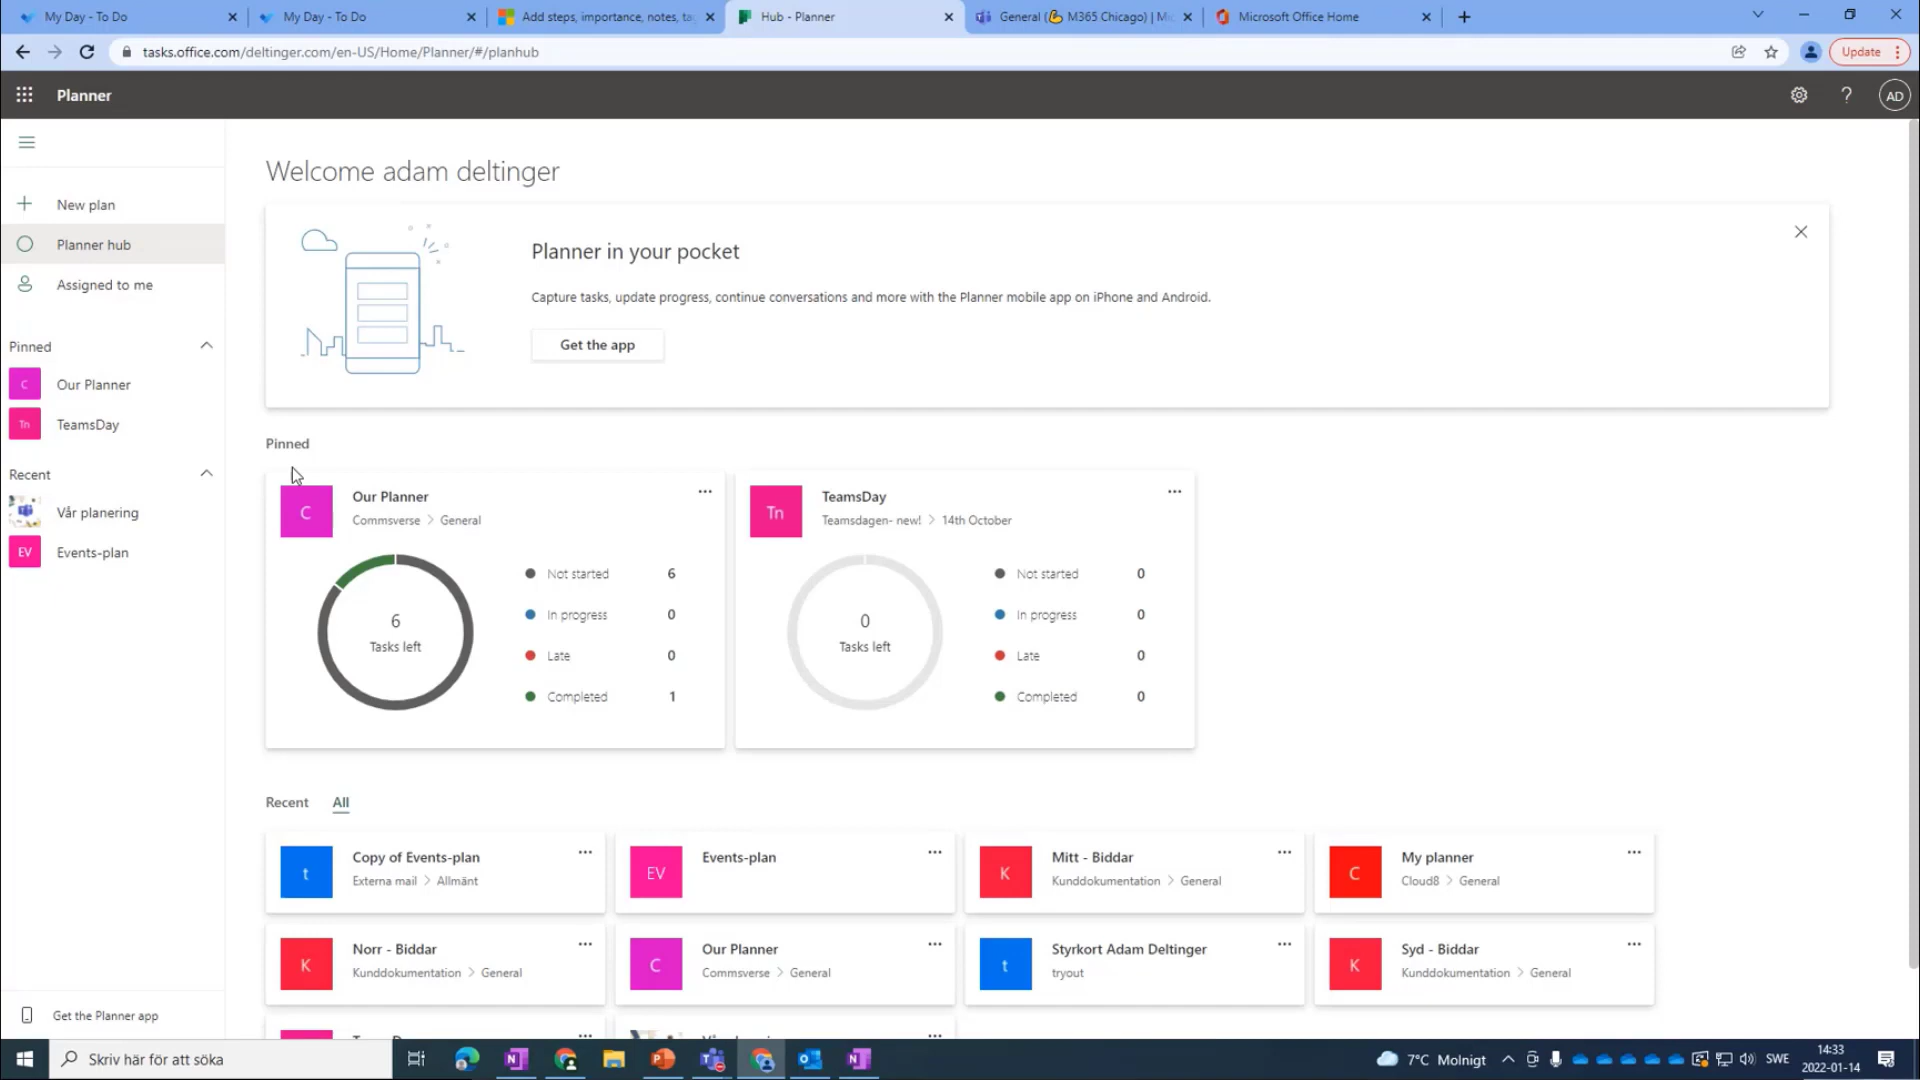 My Day - To Do
My Day - To Do
Add steps, importance, notes, ta
Hub - Planner
General (💪 M365 Chicago) | Mi
Microsoft Office Home
tasks.office.com/deltinger.com/en-US/Home/Planner/#/planhub
Update
Planner
AD
New plan
Planner hub
Assigned to me
Pinned
C
Our Planner
Tn
TeamsDay
Recent
Vår planering
EV
Events-plan
Get the Planner app
Welcome adam deltinger
Planner in your pocket
Capture tasks, update progress, continue conversations and more with the Planner mobile app on iPhone and Android.
Get the app
Pinned
C
Our Planner
Commsverse > General
6
Tasks left
Not started 6
In progress 0
Late 0
Completed 1
Tn
TeamsDay
Teamsdagen- new! > 14th October
0
Tasks left
Not started 0
In progress 0
Late 0
Completed 0
Recent All
t
Copy of Events-plan
Externa mail > Allmänt
EV
Events-plan
K
Mitt - Biddar
Kunddokumentation > General
C
My planner
Cloud8 > General
K
Norr - Biddar
Kunddokumentation > General
C
Our Planner
Commsverse > General
t
Styrkort Adam Deltinger
tryout
K
Syd - Biddar
Kunddokumentation > General
Skriv här för att söka
7°C Molnigt
SWE
14:33
2022-01-14